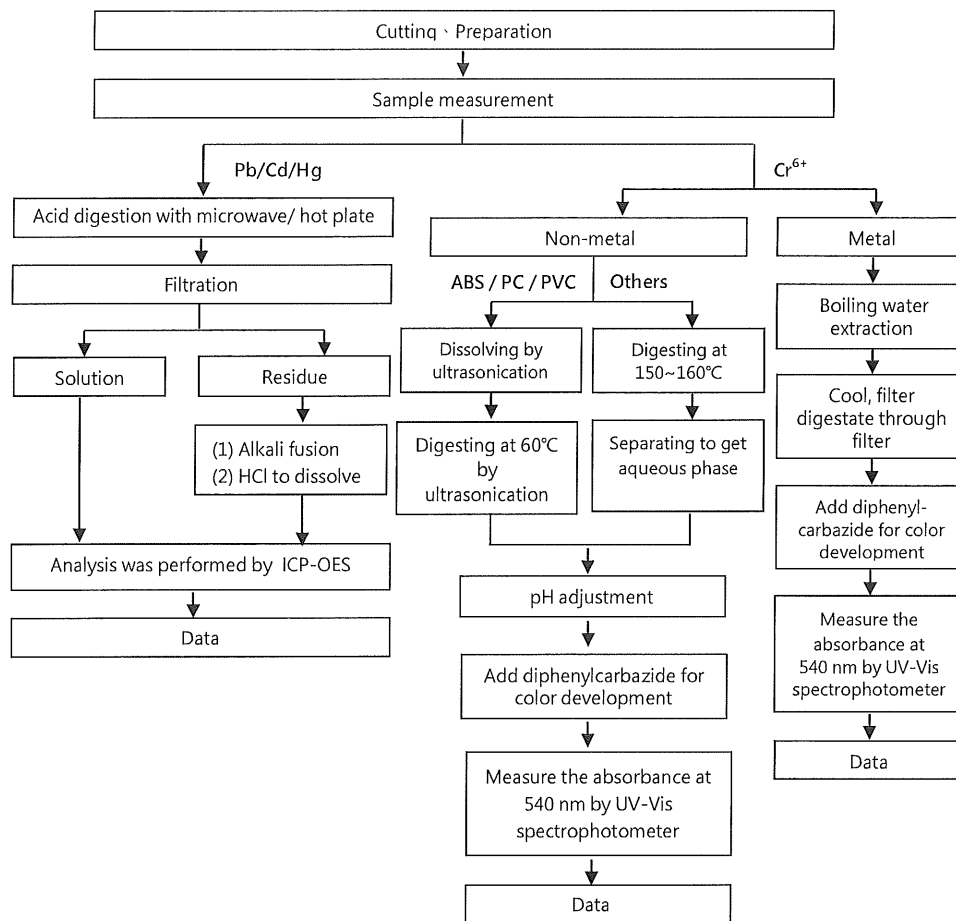 Cutting、Preparation
Sample measurement
Pb/Cd/Hg
Acid digestion with microwave/ hot plate
Filtration
Solution
Residue
(1) Alkali fusion
(2) HCl to dissolve
Analysis was performed by ICP-OES
Data
Cr⁶⁺
Non-metal
ABS / PC / PVC
Others
Dissolving by
ultrasonication
Digesting at 60℃
by
ultrasonication
Digesting at
150~160℃
Separating to get
aqueous phase
pH adjustment
Add diphenylcarbazide for
color development
Measure the absorbance at
540 nm by UV-Vis
spectrophotometer
Data
Metal
Boiling water
extraction
Cool, filter
digestate through
filter
Add diphenyl-
carbazide for color
development
Measure the
absorbance at
540 nm by UV-Vis
spectrophotometer
Data